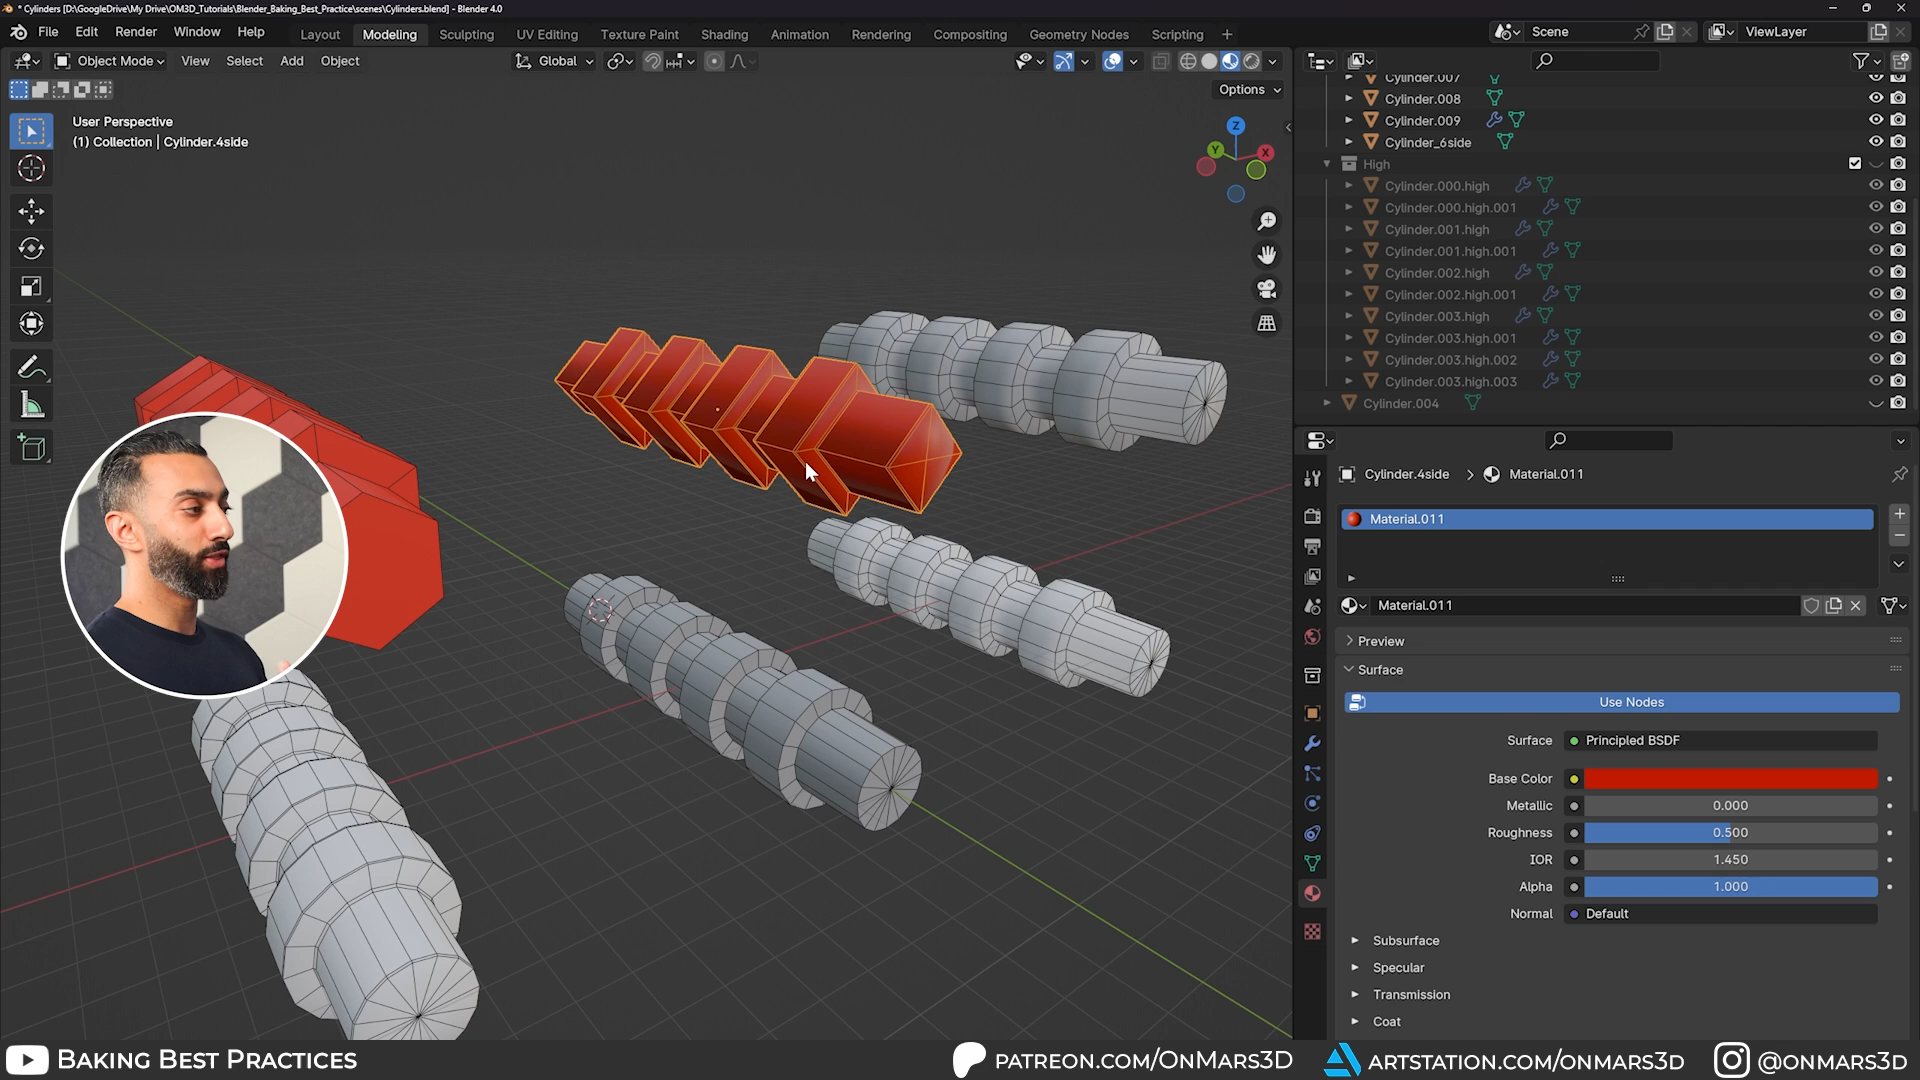 * Cylinders [D:\GoogleDrive\My Drive\OM3D_Tutorials\Blender_Baking_Best_Practice\scenes\Cylinders.blend] - Blender 4.0
File Edit Render Window Help Layout Modeling Sculpting UV Editing Texture Paint Shading Animation Rendering Compositing Geometry Nodes Scripting + Scene ViewLayer
Object Mode View Select Add Object Global
Options
User Perspective
(1) Collection | Cylinder.4side
Z
Y
X
Cylinder.007
Cylinder.008
Cylinder.009
Cylinder_6side
High
Cylinder.000.high
Cylinder.000.high.001
Cylinder.001.high
Cylinder.001.high.001
Cylinder.002.high
Cylinder.002.high.001
Cylinder.003.high
Cylinder.003.high.001
Cylinder.003.high.002
Cylinder.003.high.003
Cylinder.004
Cylinder.4side > Material.011
Material.011
Material.011
Preview
Surface
Use Nodes
Surface Principled BSDF
Base Color
Metallic 0.000
Roughness 0.500
IOR 1.450
Alpha 1.000
Normal Default
Subsurface
Specular
Transmission
Coat
BAKING BEST PRACTICES PATREON.COM/ONMARS3D ARTSTATION.COM/ONMARS3D @ONMARS3D